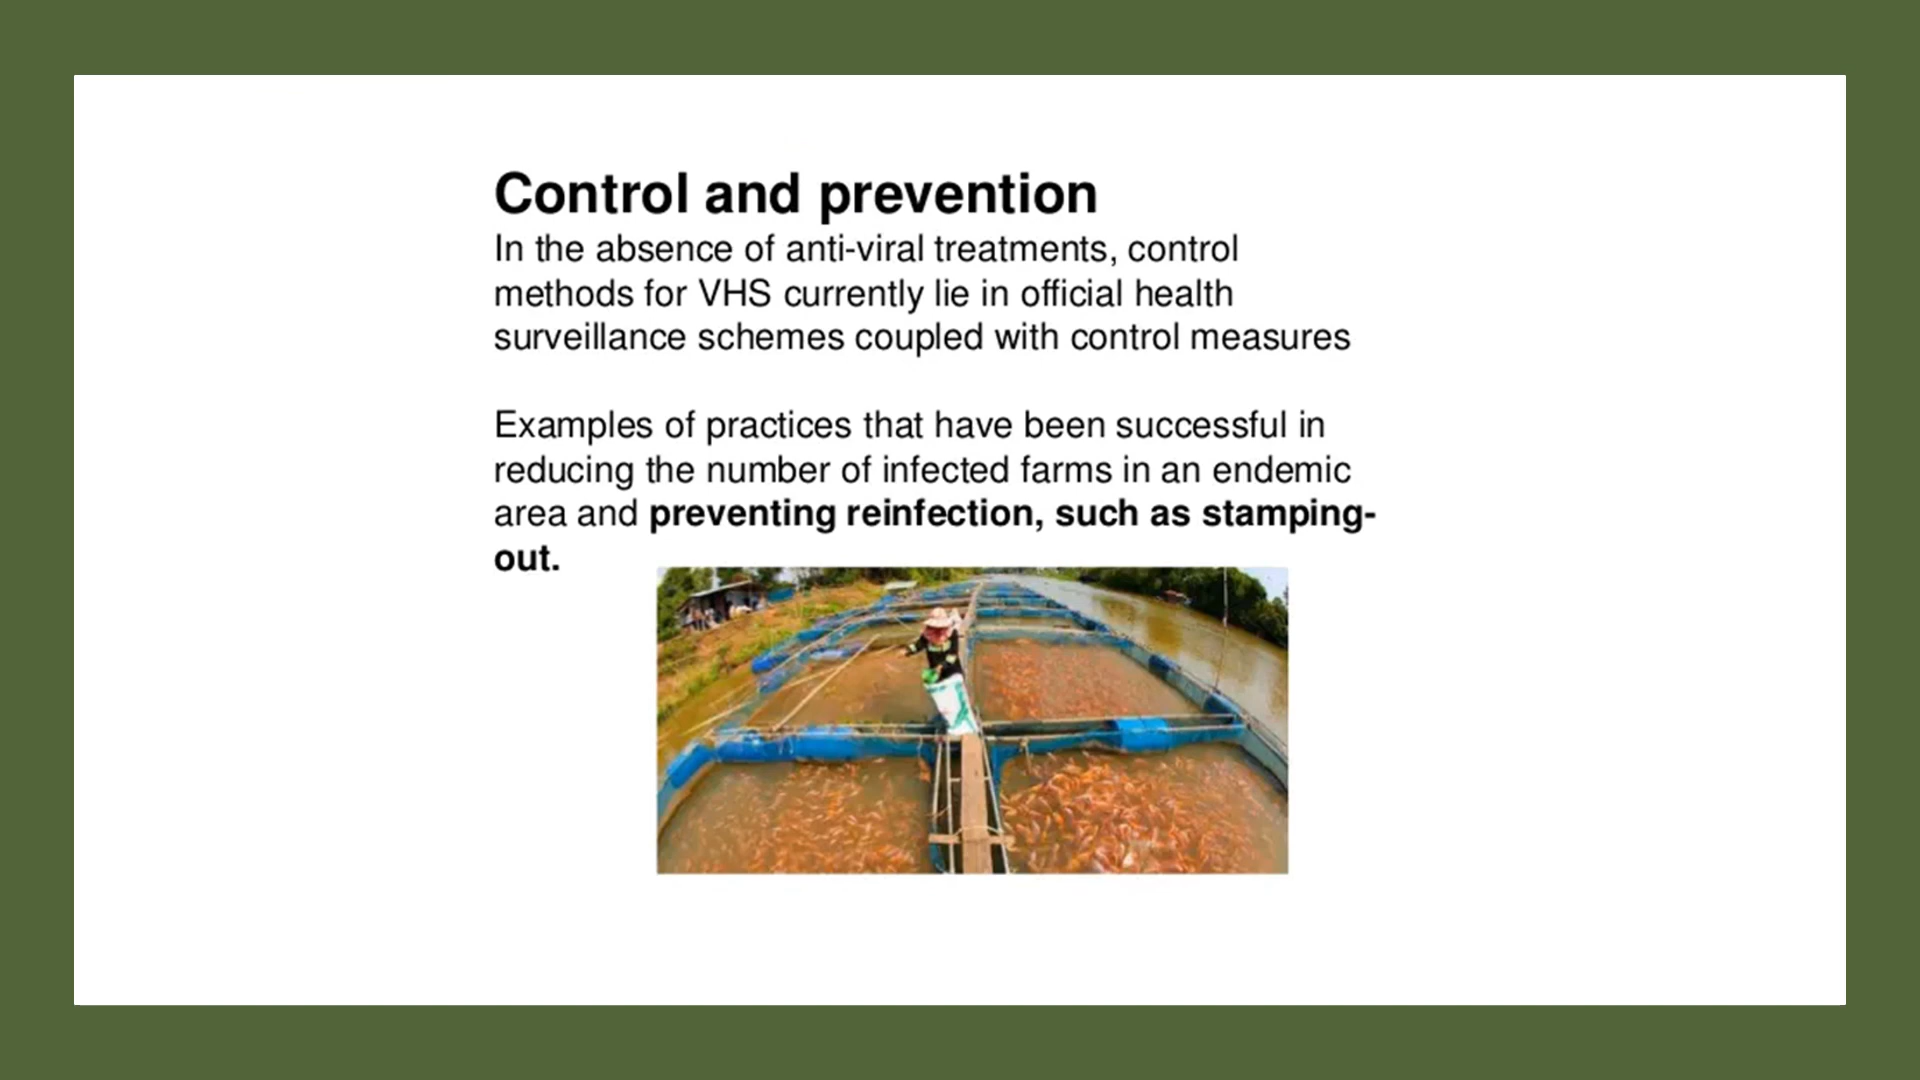 Control and prevention
In the absence of anti-viral treatments, control
methods for VHS currently lie in official health
surveillance schemes coupled with control measures
Examples of practices that have been successful in
reducing the number of infected farms in an endemic
area and preventing reinfection, such as stamping-
out.